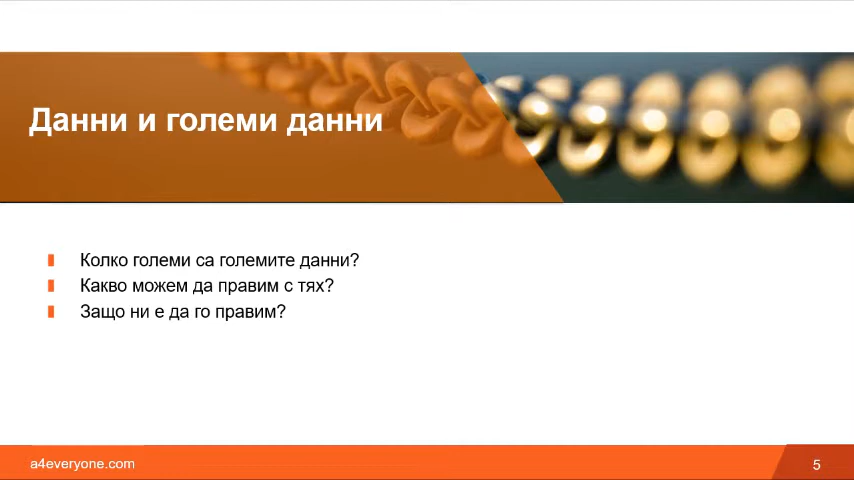 Данни и големи данни
Колко големи са големите данни?
Какво можем да правим с тях?
Защо ни е да го правим?
a4everyone.com
5